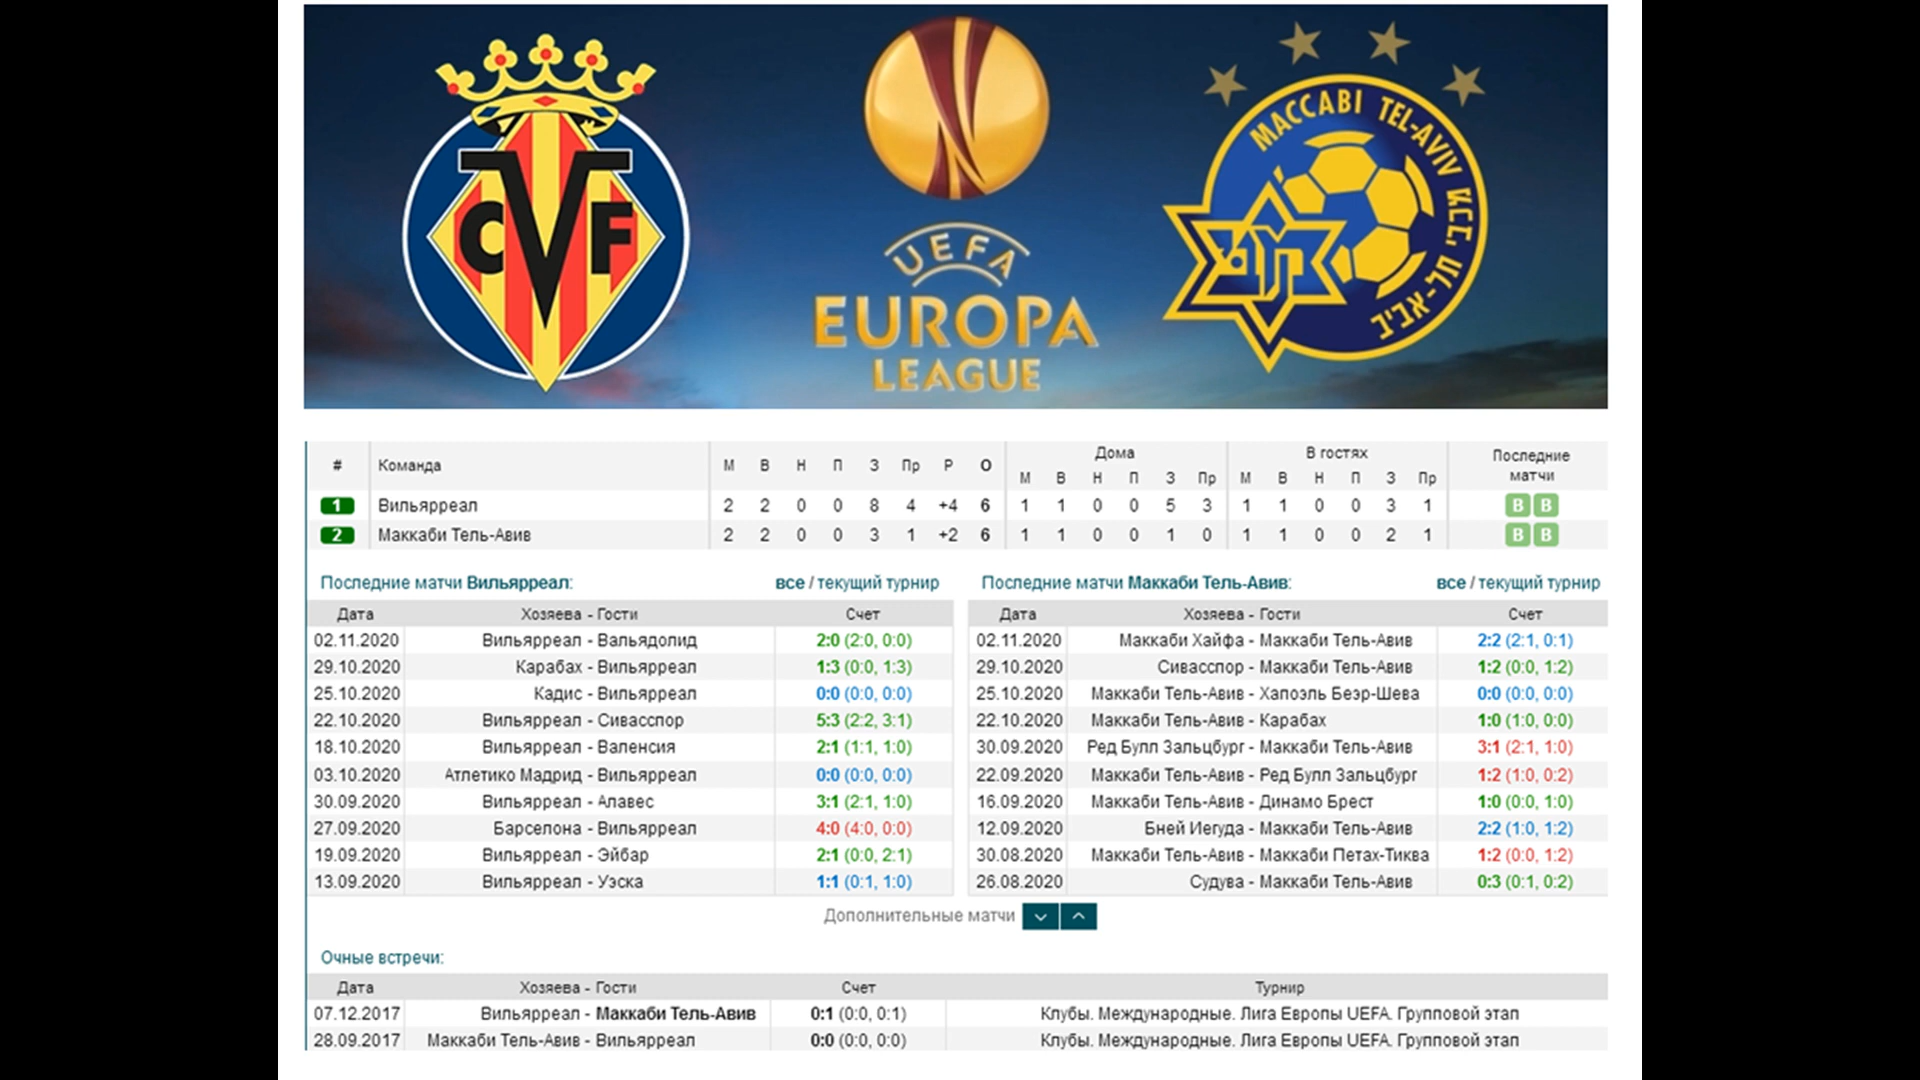 CVF
UEFA
EUROPA
LEAGUE
MACCABI TEL-AVIV מכבי תל-אביב
# Команда М В Н П З Пр Р О Дома М В Н П З Пр В гостях М В Н П З Пр Последние матчи
1 Вильярреал 2 2 0 0 8 4 +4 6 1 1 0 0 5 3 1 1 0 0 3 1 В В
2 Маккаби Тель-Авив 2 2 0 0 3 1 +2 6 1 1 0 0 1 0 1 1 0 0 2 1 В В
Последние матчи Вильярреал: все / текущий турнир
Дата Хозяева - Гости Счет
02.11.2020 Вильярреал - Вальядолид 2:0 (2:0, 0:0)
29.10.2020 Карабах - Вильярреал 1:3 (0:0, 1:3)
25.10.2020 Кадис - Вильярреал 0:0 (0:0, 0:0)
22.10.2020 Вильярреал - Сивасспор 5:3 (2:2, 3:1)
18.10.2020 Вильярреал - Валенсия 2:1 (1:1, 1:0)
03.10.2020 Атлетико Мадрид - Вильярреал 0:0 (0:0, 0:0)
30.09.2020 Вильярреал - Алавес 3:1 (2:1, 1:0)
27.09.2020 Барселона - Вильярреал 4:0 (4:0, 0:0)
19.09.2020 Вильярреал - Эйбар 2:1 (0:0, 2:1)
13.09.2020 Вильярреал - Уэска 1:1 (0:1, 1:0)
Последние матчи Маккаби Тель-Авив: все / текущий турнир
Дата Хозяева - Гости Счет
02.11.2020 Маккаби Хайфа - Маккаби Тель-Авив 2:2 (2:1, 0:1)
29.10.2020 Сивасспор - Маккаби Тель-Авив 1:2 (0:0, 1:2)
25.10.2020 Маккаби Тель-Авив - Хапоэль Беэр-Шева 0:0 (0:0, 0:0)
22.10.2020 Маккаби Тель-Авив - Карабах 1:0 (1:0, 0:0)
30.09.2020 Ред Булл Зальцбург - Маккаби Тель-Авив 3:1 (2:1, 1:0)
22.09.2020 Маккаби Тель-Авив - Ред Булл Зальцбург 1:2 (1:0, 0:2)
16.09.2020 Маккаби Тель-Авив - Динамо Брест 1:0 (0:0, 1:0)
12.09.2020 Бней Иегуда - Маккаби Тель-Авив 2:2 (1:0, 1:2)
30.08.2020 Маккаби Тель-Авив - Маккаби Петах-Тиква 1:2 (0:0, 1:2)
26.08.2020 Судува - Маккаби Тель-Авив 0:3 (0:1, 0:2)
Дополнительные матчи
Очные встречи:
Дата Хозяева - Гости Счет Турнир
07.12.2017 Вильярреал - Маккаби Тель-Авив 0:1 (0:0, 0:1) Клубы. Международные. Лига Европы UEFA. Групповой этап
28.09.2017 Маккаби Тель-Авив - Вильярреал 0:0 (0:0, 0:0) Клубы. Международные. Лига Европы UEFA. Групповой этап